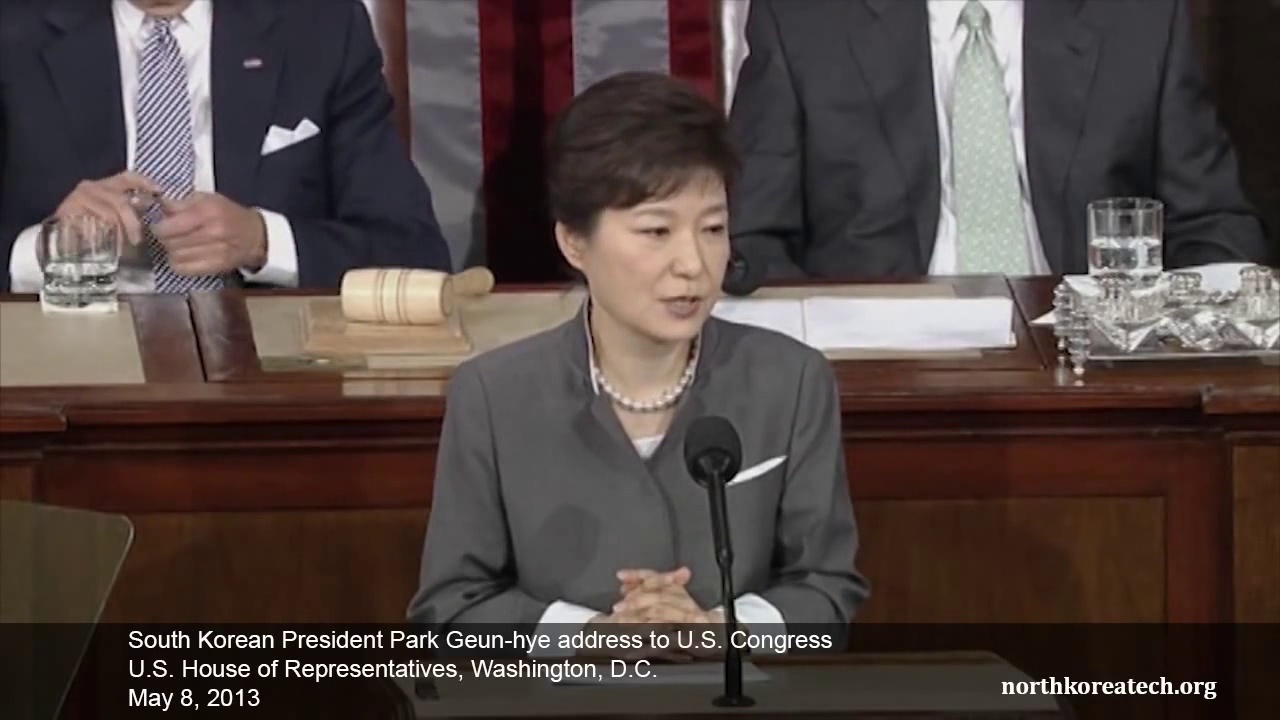 South Korean President Park Geun-hye address to U.S. Congress
U.S. House of Representatives, Washington, D.C.
May 8, 2013
northkoreatech.org